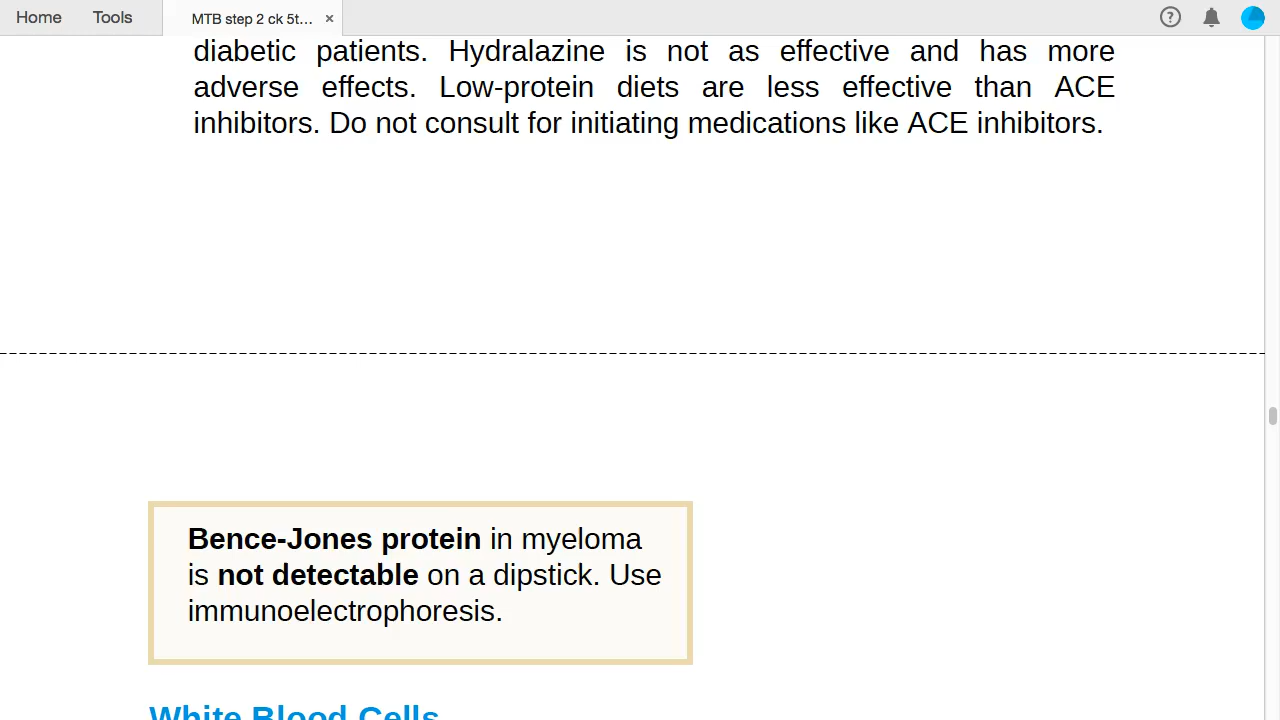 Home Tools MTB step 2 ck 5t... ×
diabetic patients. Hydralazine is not as effective and has more
adverse effects. Low-protein diets are less effective than ACE
inhibitors. Do not consult for initiating medications like ACE inhibitors.
Bence-Jones protein in myeloma
is not detectable on a dipstick. Use
immunoelectrophoresis.
White Blood Cells